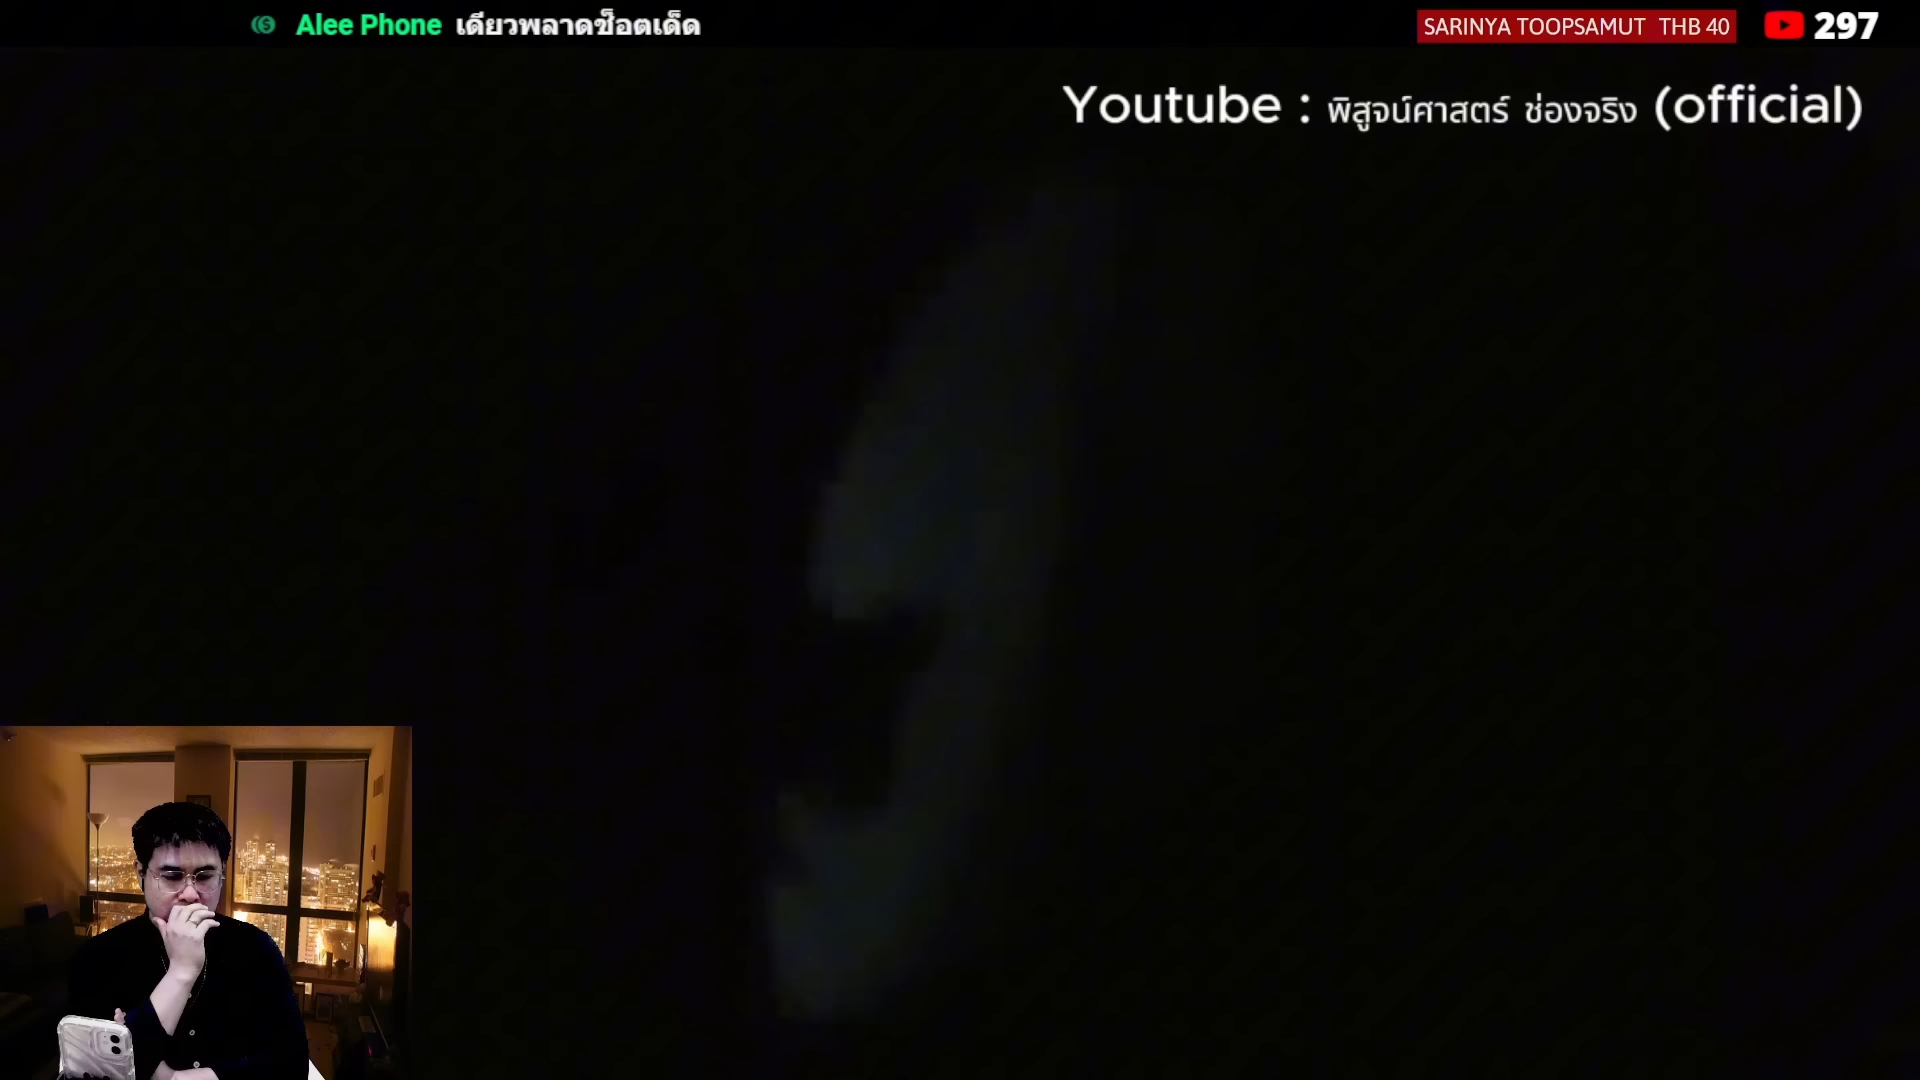 Alee Phone เดียวพลาดช็อตเด็ด
SARINYA TOOPSAMUT THB 40
297
Youtube : พิสูจน์ศาสตร์ ช่องจริง (official)